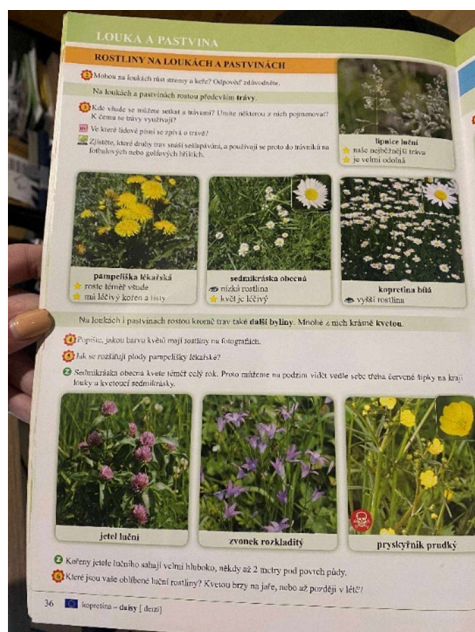 LOUKA A PASTVINA
ROSTLINY NA LOUKÁCH A PASTVINÁCH
Mohou na loukách růst stromy a keře? Odpověď zdůvodněte.
Na loukách a pastvinách rostou především trávy.
Kde všude se můžete setkat s trávami? Umíte některou z nich pojmenovat?
K čemu se trávy využívají?
Ve které lidové písni se zpívá o trávě?
Zjistěte, které druhy trav snáší sešlapávání, a používají se proto do trávníků na
fotbalových nebo golfových hřištích.
lipnice luční
naše nejběžnější tráva
je velmi odolná
pampeliška lékařská
roste téměř všude
má léčivý kořen a listy
sedmikráska obecná
nízká rostlina
květ je léčivý
kopretina bílá
vyšší rostlina
Na loukách i pastvinách rostou kromě trav také další byliny. Mnohé z nich krásně kvetou.
Popište, jakou barvu květů mají rostliny na fotografiích.
Jak se rozšiřují plody pampelišky lékařské?
Sedmikráska obecná kvete téměř celý rok. Proto můžeme na podzim vidět vedle sebe třeba červené šípky na kraji
louky a kvetoucí sedmikrásky.
jetel luční
zvonek rozkladitý
pryskyřník prudký
Kořeny jetele lučního sahají velmi hluboko, někdy až 2 metry pod povrch půdy.
Které jsou vaše oblíbené luční rostliny? Kvetou brzy na jaře, nebo až později v létě?
36 kopretina – daisy [deizi]